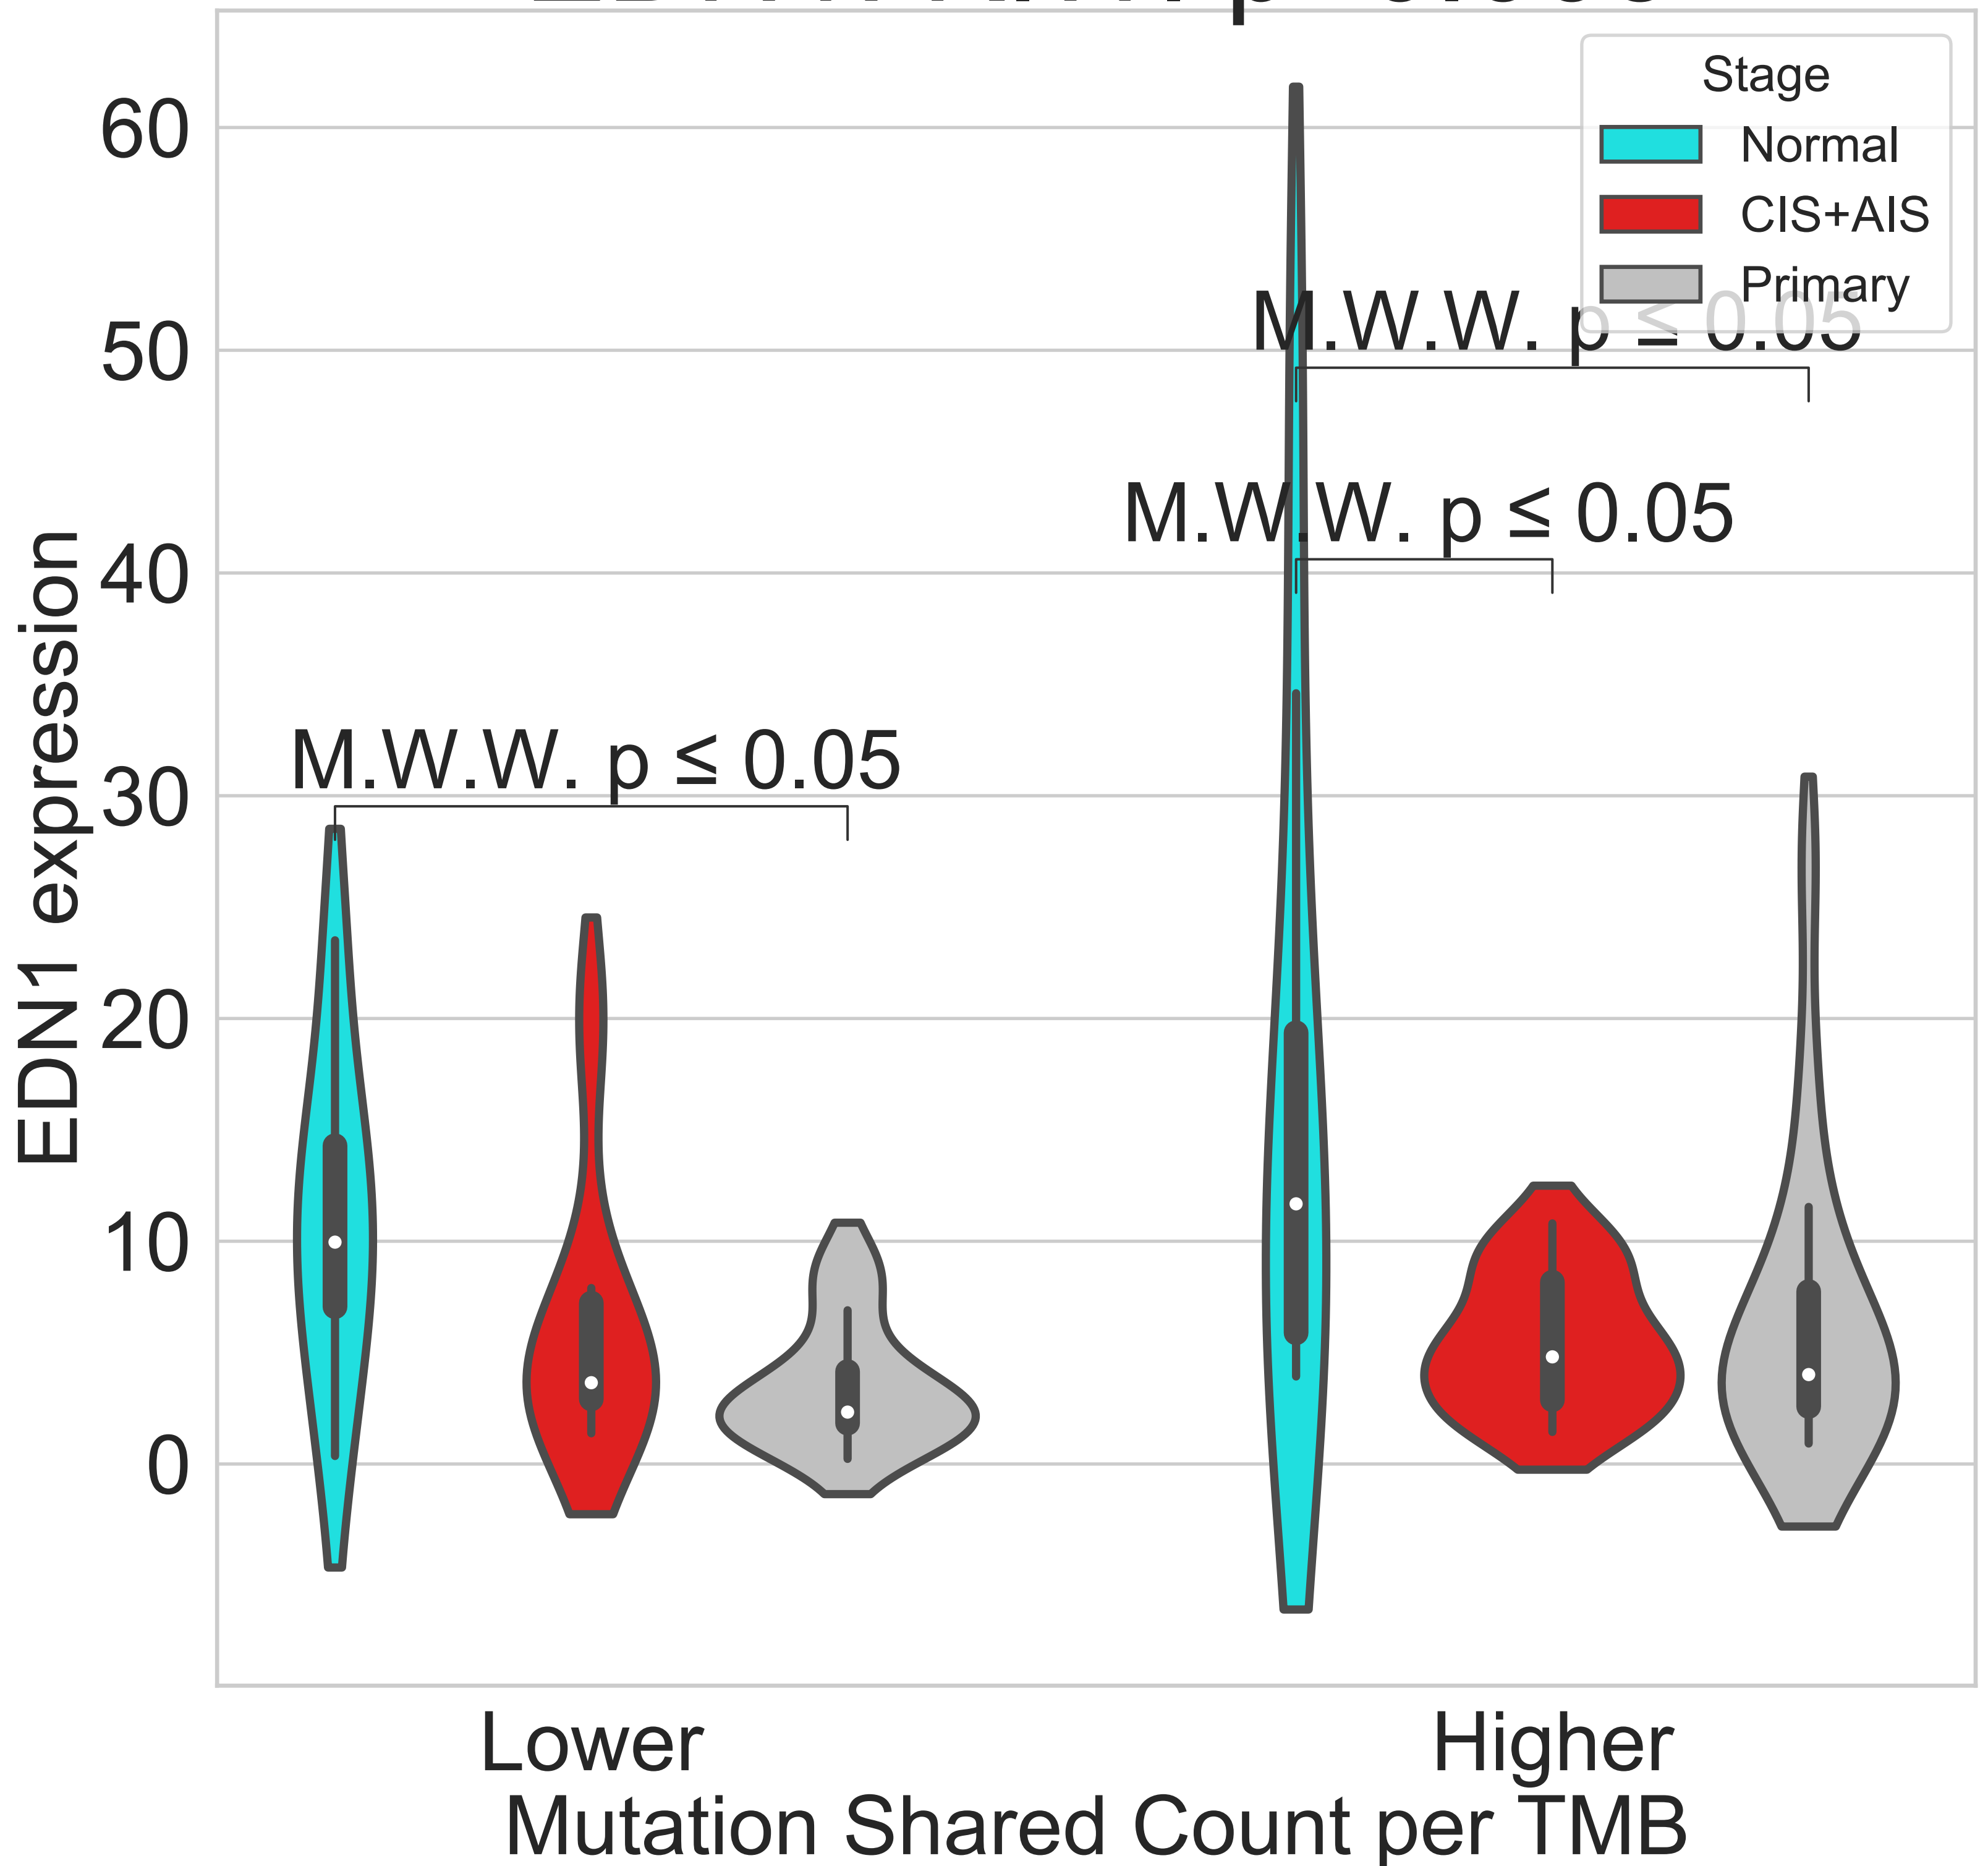 Stage
Normal
CIS+AIS
Primary
60
50
40
30
20
10
0
EDN1 expression
M.W.W. p ≤ 0.05
M.W.W. p ≤ 0.05
M.W.W. p ≤ 0.05
Lower
Higher
Mutation Shared Count per TMB